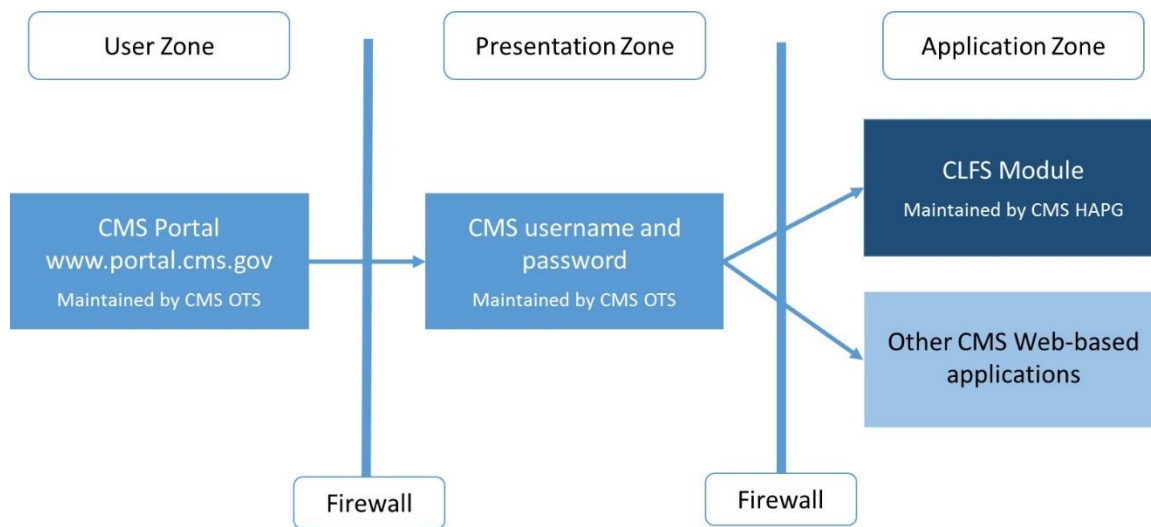 User Zone
Presentation Zone
Application Zone
CMS Portal
www.portal.cms.gov
Maintained by CMS OTS
CMS username and
password
Maintained by CMS OTS
CLFS Module
Maintained by CMS HAPG
Other CMS Web-based
applications
Firewall
Firewall